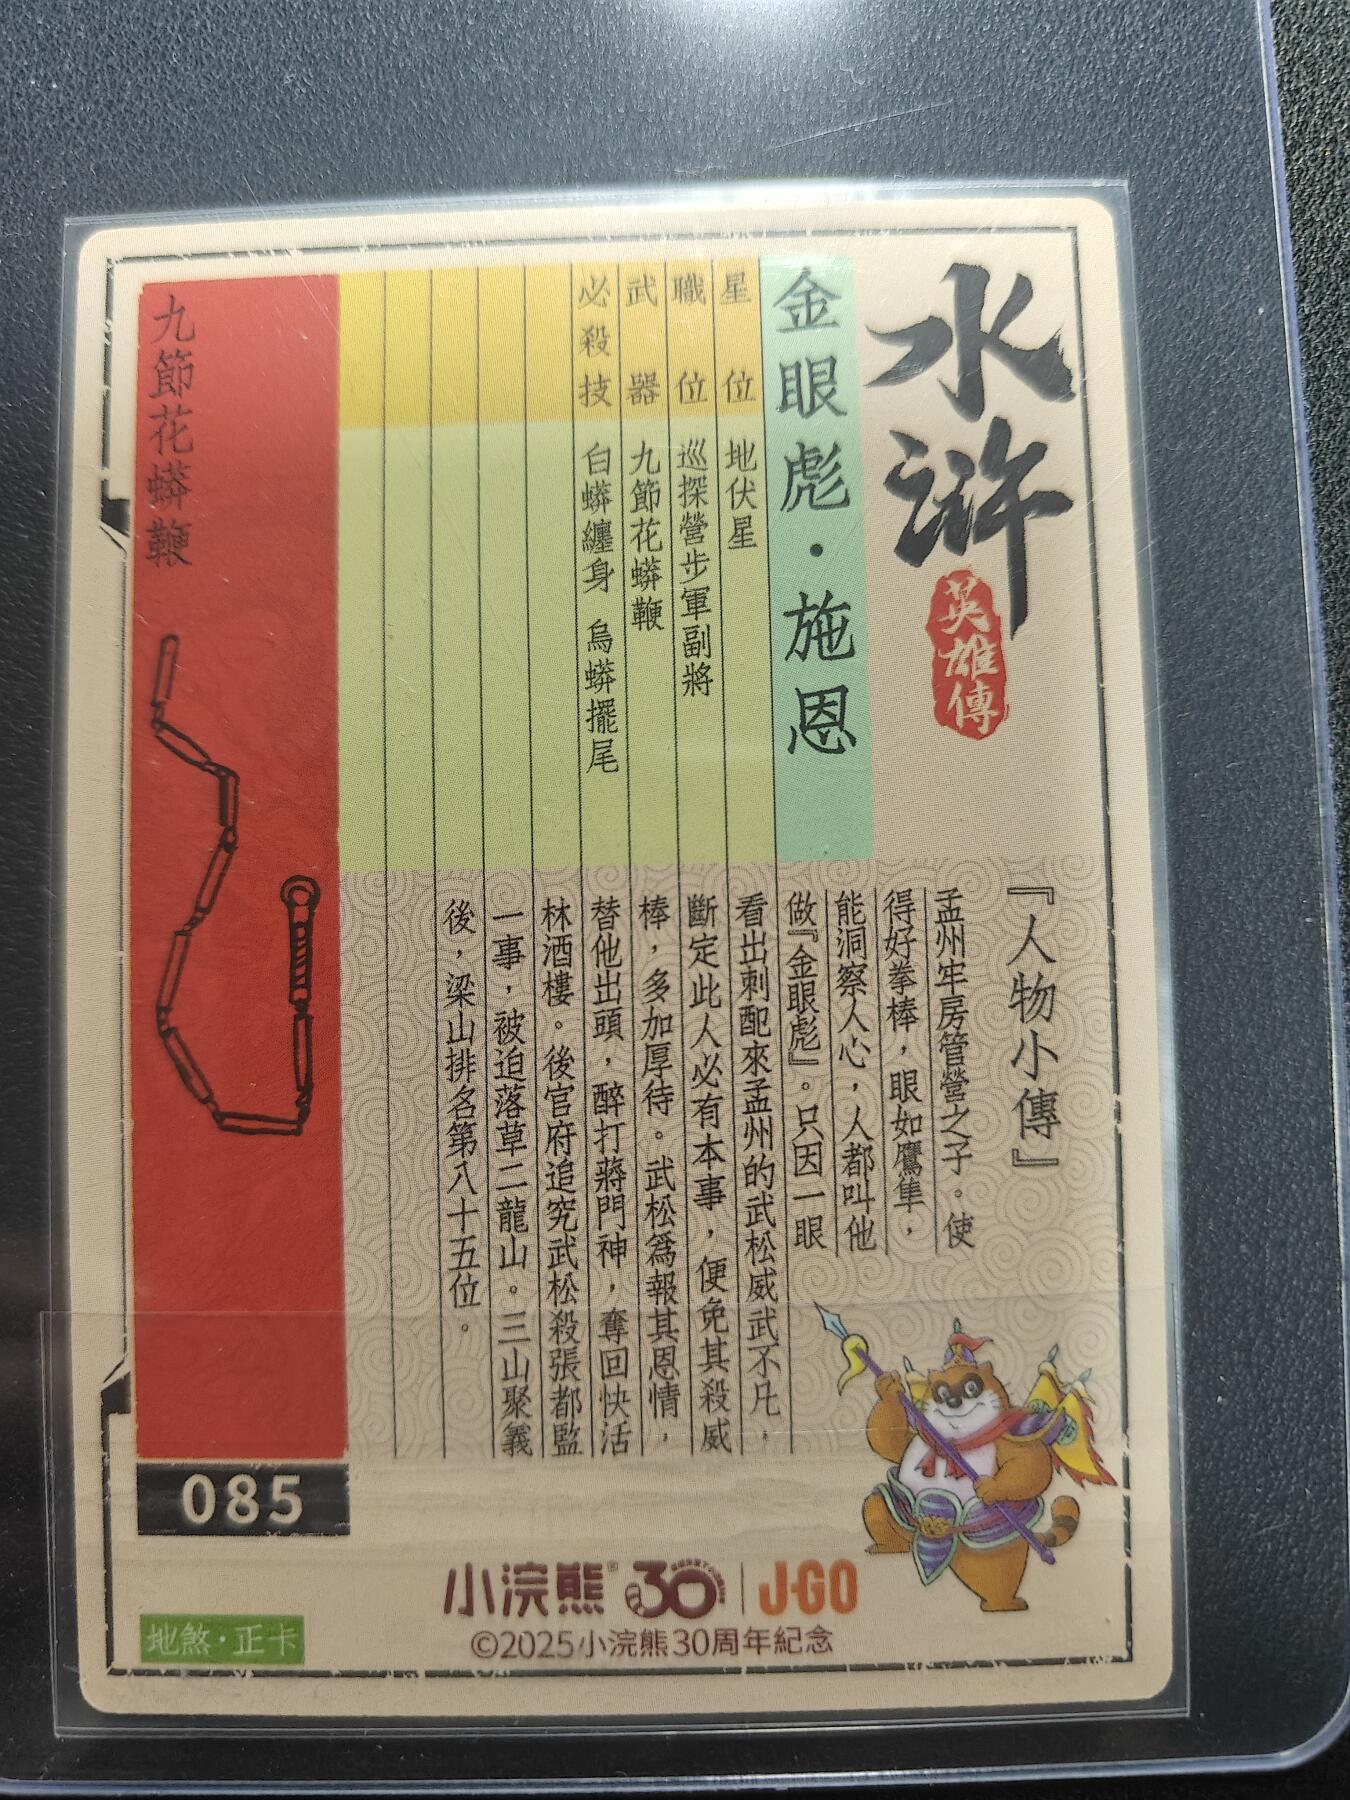 水滸
英雄傳
金眼彪·施恩
星位 地伏星
職位 巡探營步軍副將
武器 九節花蟒鞭
必殺技 白蟒纏身 烏蟒擺尾
『人物小傳』
孟州牢房管營之子。使
得好拳棒，眼如鷹隼，
能洞察人心，人都叫他
做『金眼彪』。只因一眼
看出刺配來孟州的武松威武不凡，
斷定此人必有本事，便免其殺威
棒，多加厚待。武松為報其恩情，
替他出頭，醉打蔣門神，奪回快活
林酒樓。後官府追究武松殺張都監
一事，被迫落草二龍山。三山聚義
後，梁山排名第八十五位。
九節花蟒鞭
085
小浣熊® 30 J·GO
©2025小浣熊30周年紀念
地煞·正卡